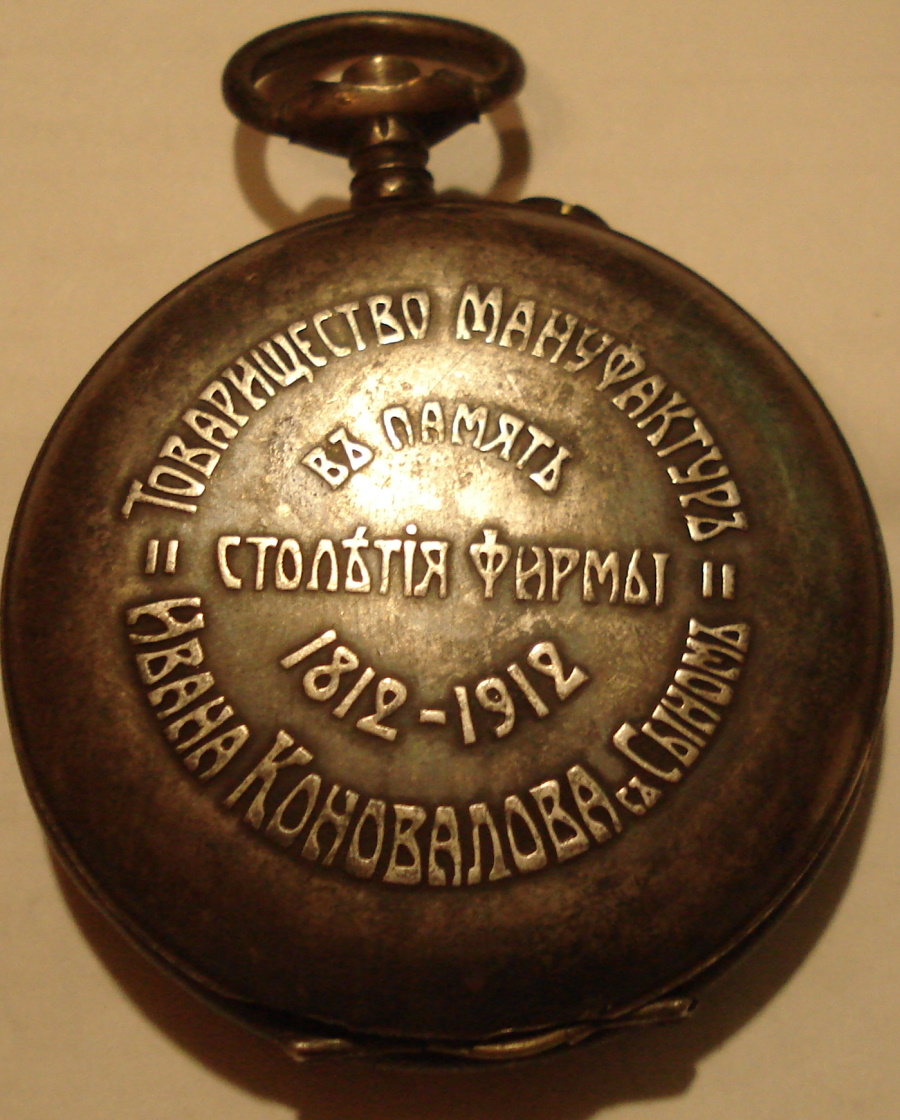 Товарищество Мануфактуръ
въ память
столѣтія фирмы
1812-1912
Ивана Коновалова съ Сыномъ